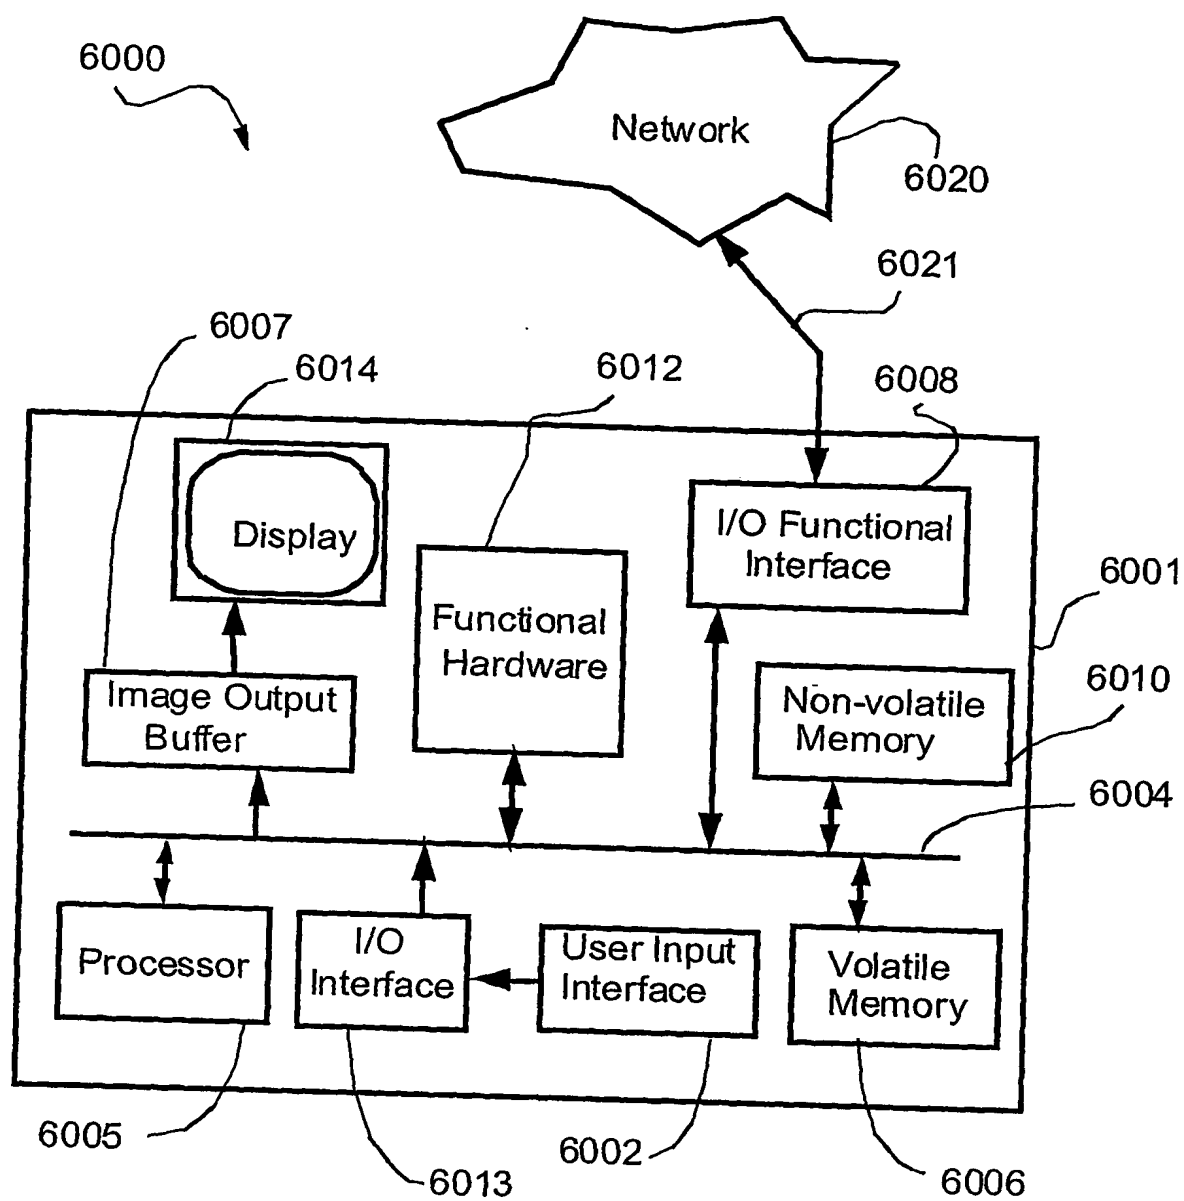 6000
Network
6020
6021
6007
6014
6012
6008
Display
I/O Functional
Interface
6001
Functional
Hardware
Image Output
Buffer
Non-volatile
Memory
6010
6004
Processor
I/O
Interface
User Input
Interface
Volatile
Memory
6005
6013
6002
6006